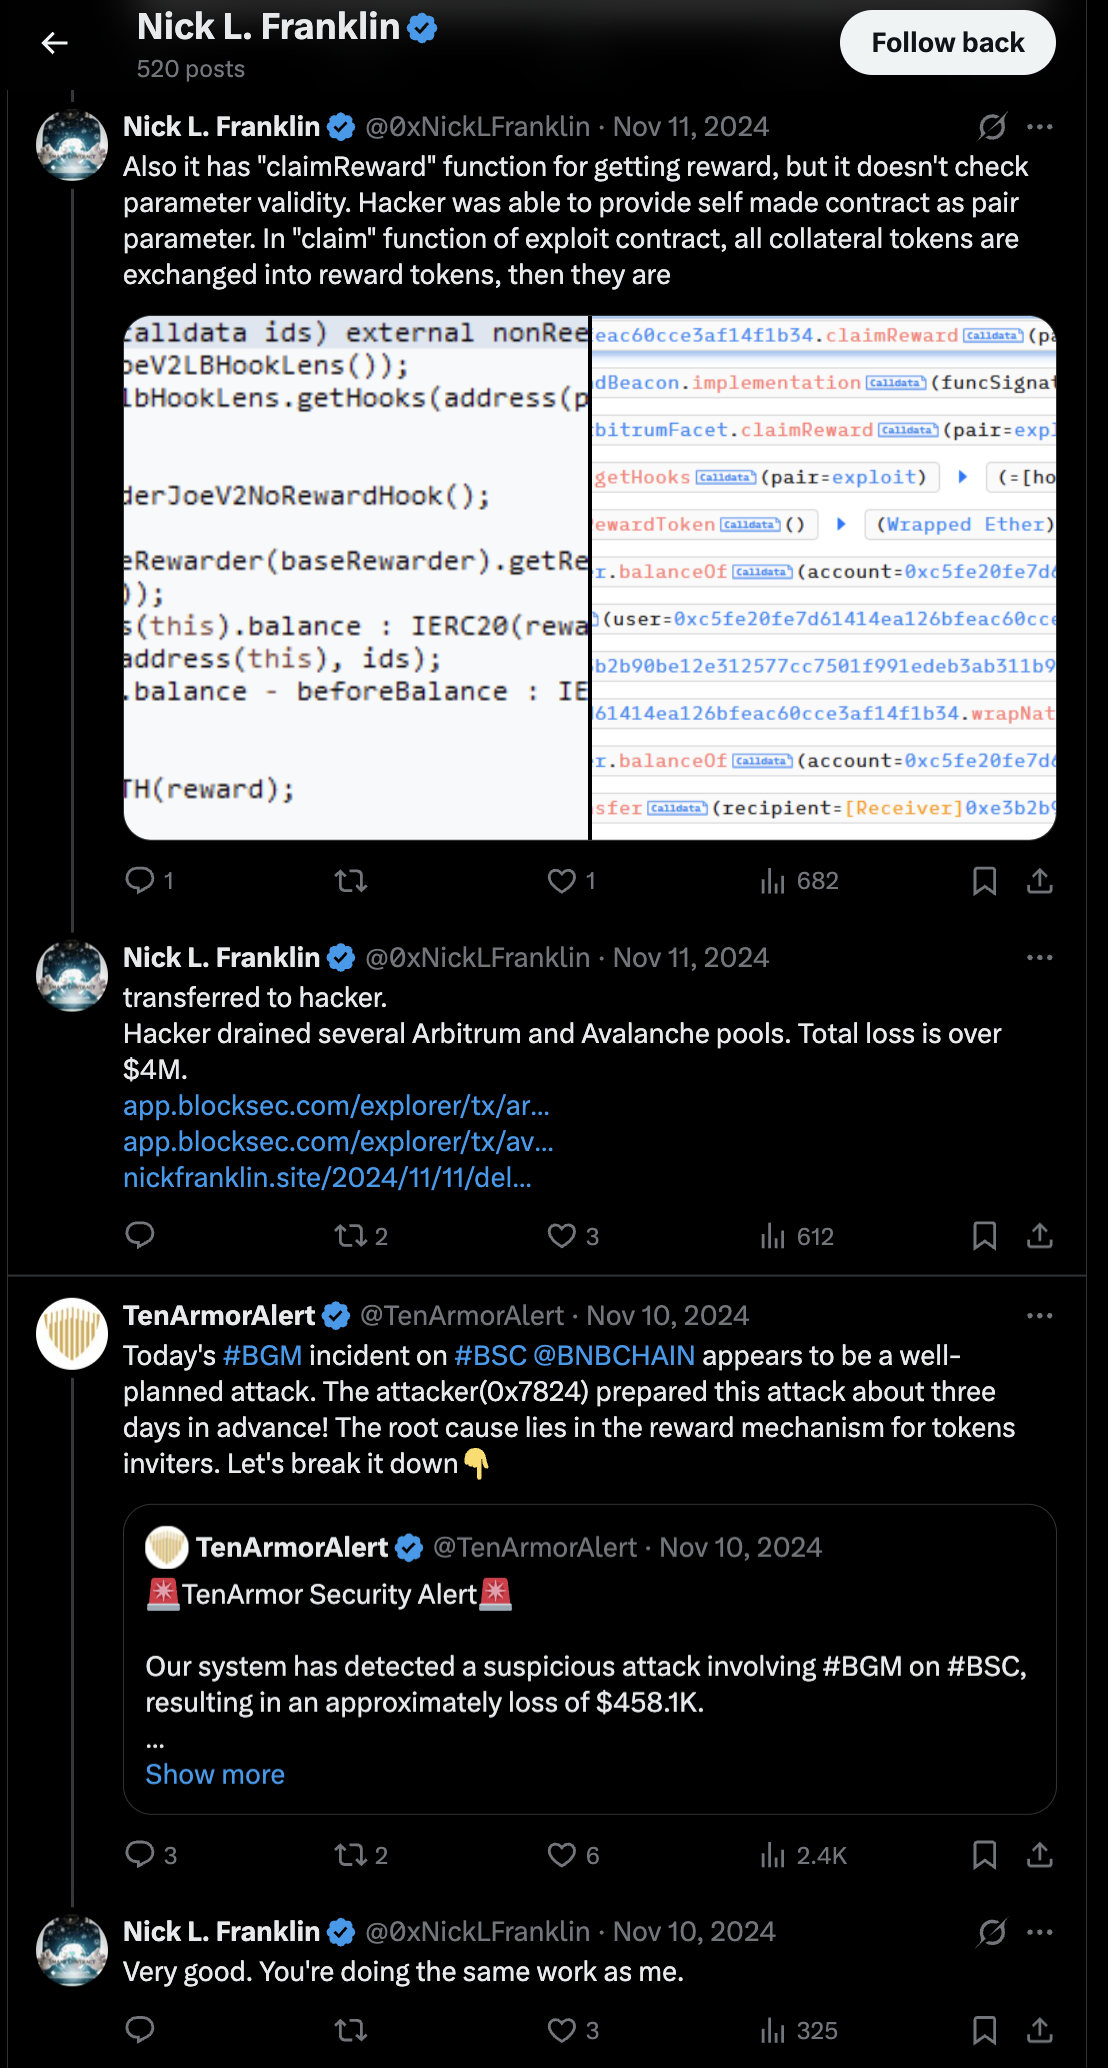 Nick L. Franklin
520 posts
Follow back
Nick L. Franklin @0xNickLFranklin · Nov 11, 2024
Also it has "claimReward" function for getting reward, but it doesn't check
parameter validity. Hacker was able to provide self made contract as pair
parameter. In "claim" function of exploit contract, all collateral tokens are
exchanged into reward tokens, then they are
calldata ids) external nonRee
oeV2LBHookLens());
lbHookLens.getHooks(address(p
derJoeV2NoRewardHook();
eRewarder(baseRewarder).getRe
));
s(this).balance : IERC20(rewa
address(this), ids);
.balance - beforeBalance : IE
TH(reward);
eac60cce3af14f1b34.claimReward Calldata (pa
dBeacon.implementation Calldata (funcSignat
bitrumFacet.claimReward Calldata (pair=expl
getHooks Calldata (pair=exploit) (=[ho
ewardToken Calldata () (Wrapped Ether)
r.balanceOf Calldata (account=0xc5fe20fe7d6
(user=0xc5fe20fe7d61414ea126bfeac60cce
b2b90be12e312577cc7501f991edeb3ab311b9
61414ea126bfeac60cce3af14f1b34.wrapNat
r.balanceOf Calldata (account=0xc5fe20fe7d6
sfer Calldata (recipient=[Receiver]0xe3b2b9
1 1 682
Nick L. Franklin @0xNickLFranklin · Nov 11, 2024
transferred to hacker.
Hacker drained several Arbitrum and Avalanche pools. Total loss is over
$4M.
app.blocksec.com/explorer/tx/ar...
app.blocksec.com/explorer/tx/av...
nickfranklin.site/2024/11/11/del...
2 3 612
TenArmorAlert @TenArmorAlert · Nov 10, 2024
Today's #BGM incident on #BSC @BNBCHAIN appears to be a well-
planned attack. The attacker(0x7824) prepared this attack about three
days in advance! The root cause lies in the reward mechanism for tokens
inviters. Let's break it down👇
TenArmorAlert @TenArmorAlert · Nov 10, 2024
🚨TenArmor Security Alert🚨
Our system has detected a suspicious attack involving #BGM on #BSC,
resulting in an approximately loss of $458.1K.
...
Show more
3 2 6 2.4K
Nick L. Franklin @0xNickLFranklin · Nov 10, 2024
Very good. You're doing the same work as me.
3 325